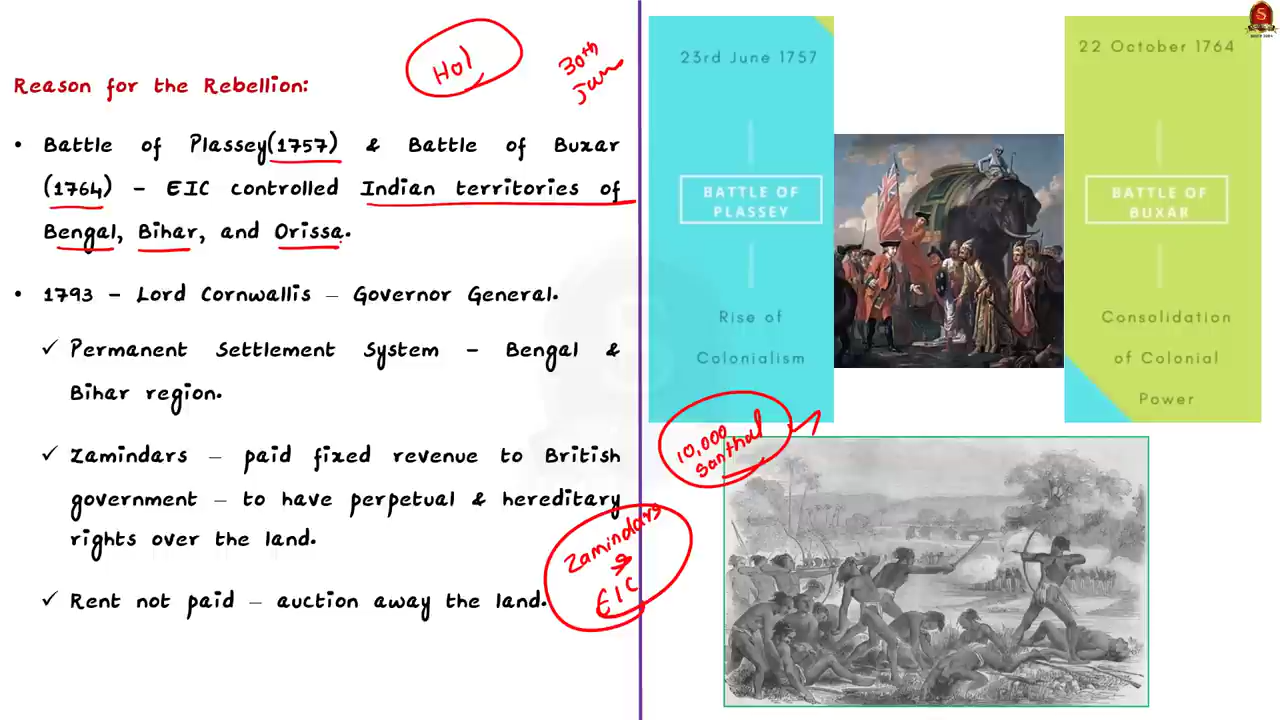 Reason for the Rebellion:
Hol
30th
June
• Battle of Plassey(1757) & Battle of Buxar
(1764) – EIC controlled Indian territories of
Bengal, Bihar, and Orissa.
• 1793 – Lord Cornwallis – Governor General.
✓ Permanent Settlement System – Bengal &
Bihar region.
✓ Zamindars – paid fixed revenue to British
government – to have perpetual & hereditary
rights over the land.
✓ Rent not paid – auction away the land.
Zamindars
&
EIC
23rd June 1757
BATTLE OF
PLASSEY
Rise of
Colonialism
22 October 1764
BATTLE OF
BUXAR
Consolidation
of Colonial
Power
10,000
Santhal